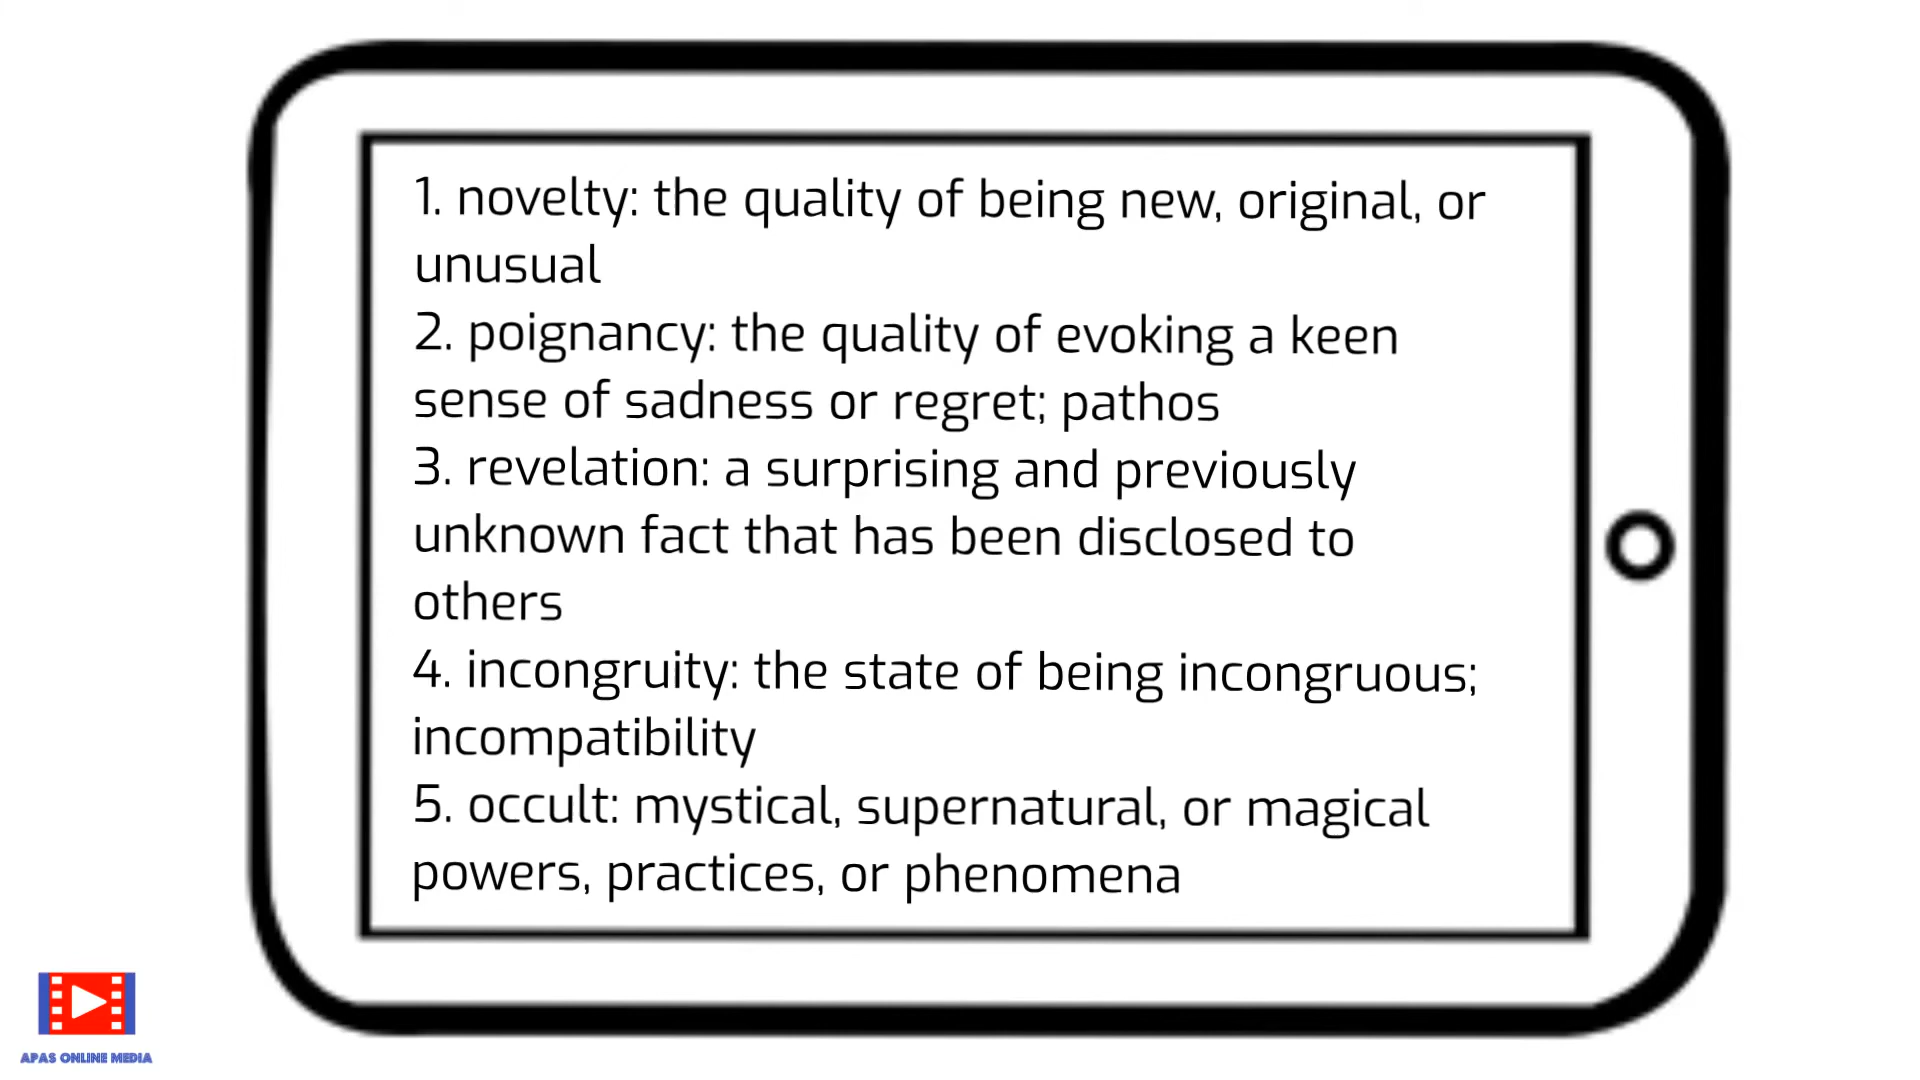 1. novelty: the quality of being new, original, or
unusual
2. poignancy: the quality of evoking a keen
sense of sadness or regret; pathos
3. revelation: a surprising and previously
unknown fact that has been disclosed to
others
4. incongruity: the state of being incongruous;
incompatibility
5. occult: mystical, supernatural, or magical
powers, practices, or phenomena
APAS ONLINE MEDIA